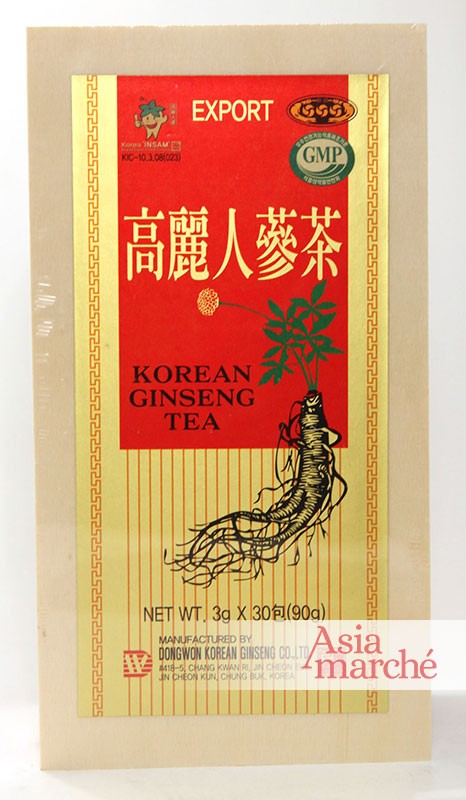 EXPORT
Korea INSAM
KIC-10.3.08(023)
GMP
高麗人蔘茶
KOREAN
GINSENG
TEA
NET WT. 3g X 30包(90g)
MANUFACTURED BY
DONGWON KOREAN GINSENG CO.,LTD.
#418-5, CHANG KWAN RI, JIN CHEON
JIN CHEON KUN, CHUNG BUK, KOREA.
Asia
marché